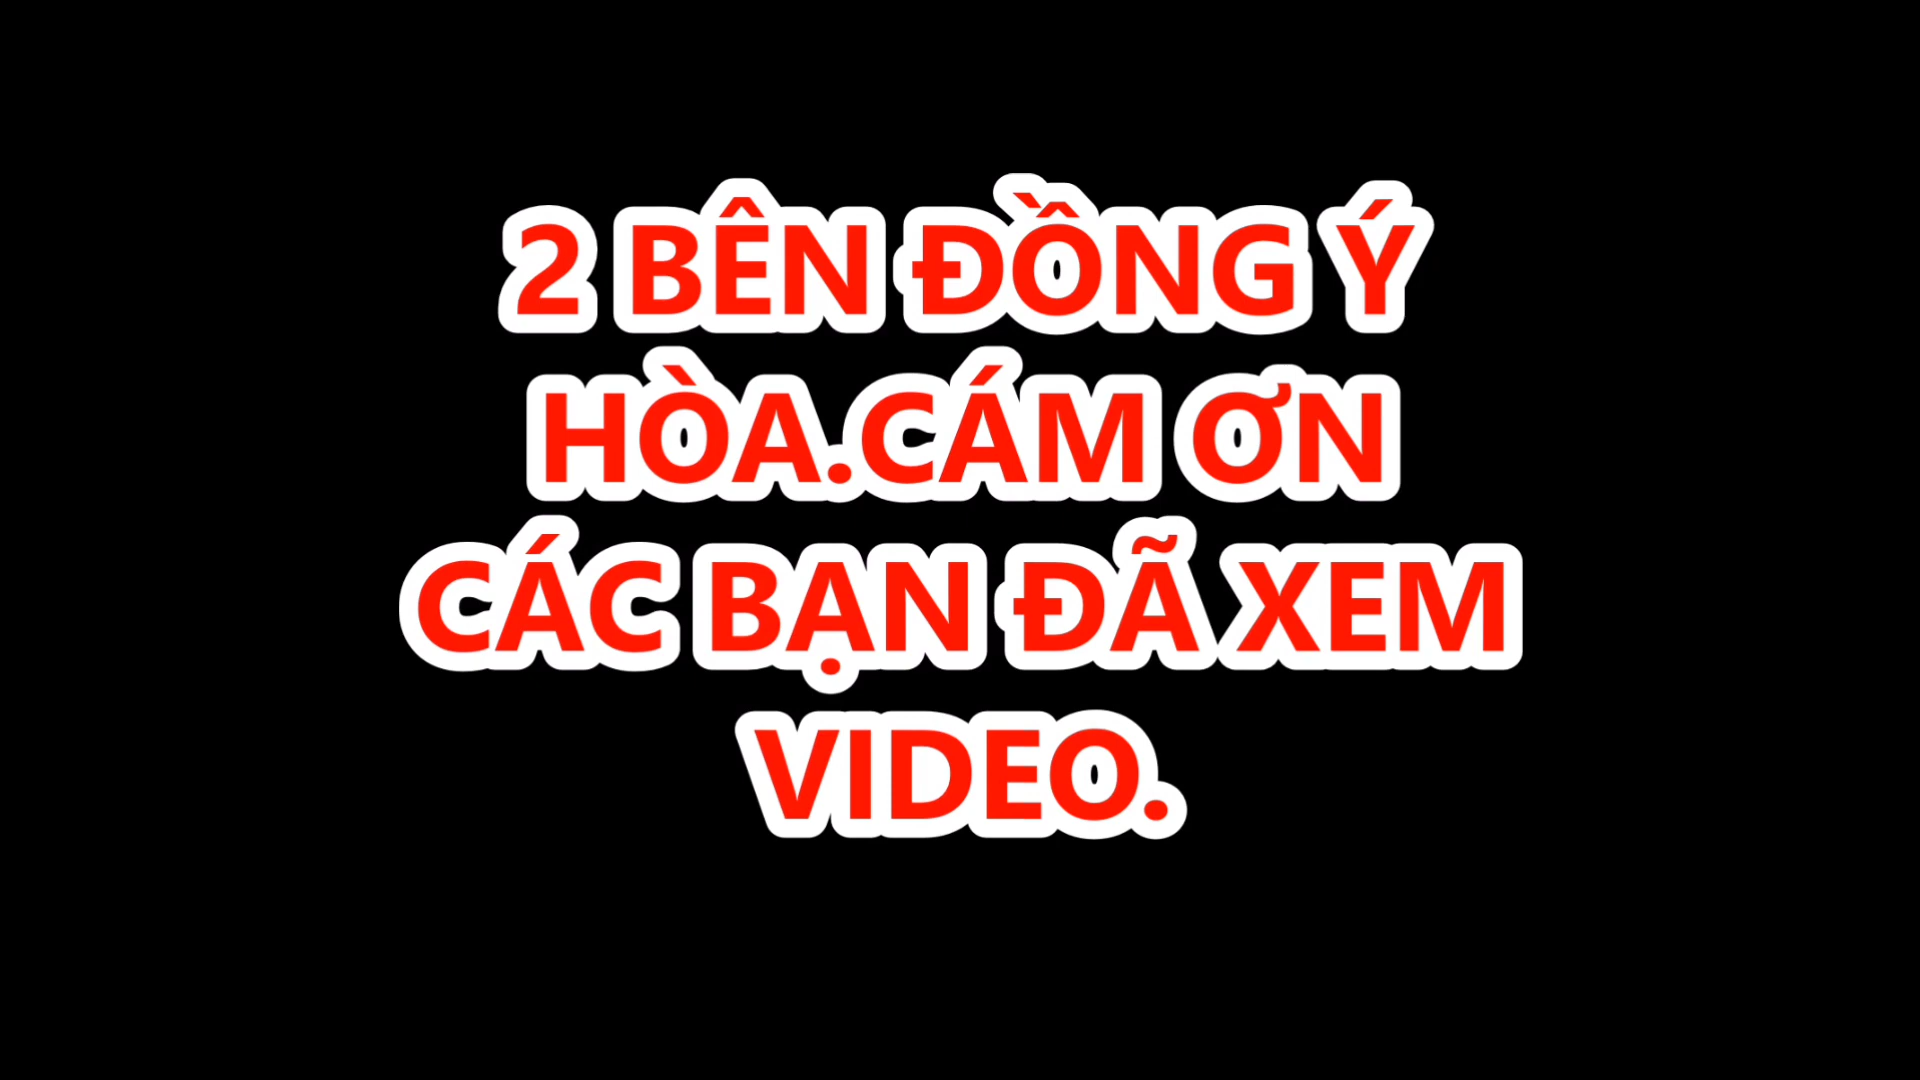 2 BÊN ĐỒNG Ý
HÒA.CÁM ƠN
CÁC BẠN ĐÃ XEM
VIDEO.